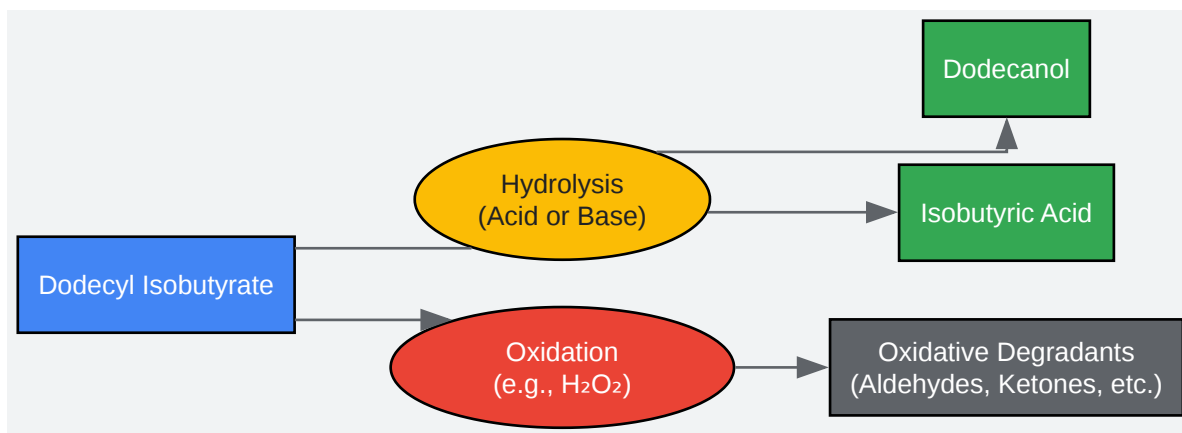 Dodecanol
Hydrolysis
(Acid or Base)
Isobutyric Acid
Dodecyl Isobutyrate
Oxidation
(e.g., H₂O₂)
Oxidative Degradants
(Aldehydes, Ketones, etc.)